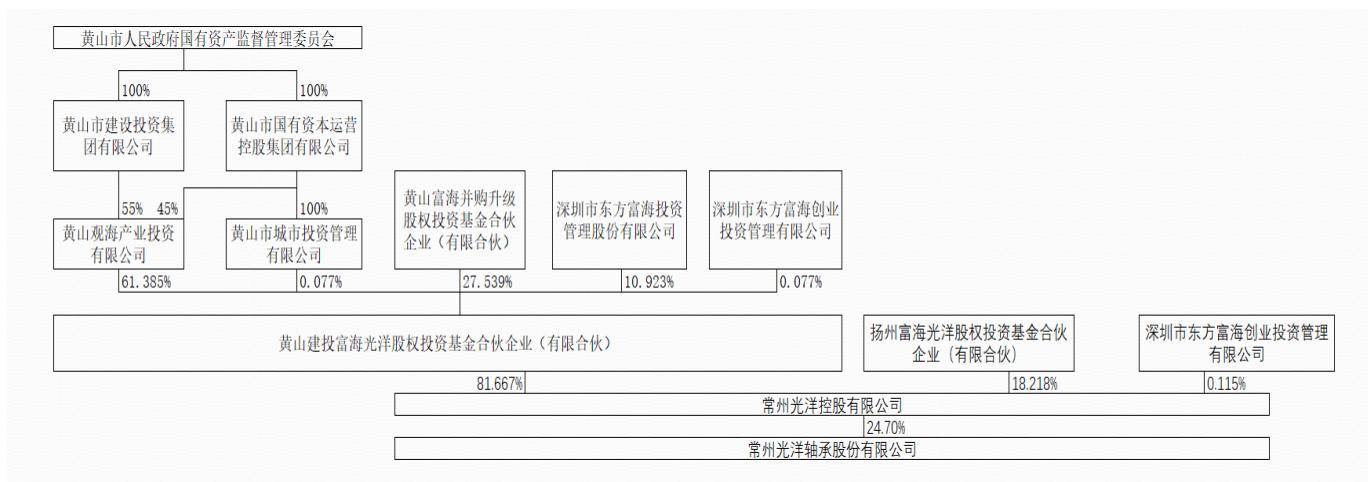 黄山市人民政府国有资产监督管理委员会
100%
100%
黄山市建设投资集
团有限公司
黄山市国有资本运营
控股集团有限公司
55%
45%
100%
黄山观海产业投资
有限公司
黄山市城市投资管理
有限公司
黄山富海并购升级
股权投资基金合伙
企业（有限合伙）
深圳市东方富海投资
管理股份有限公司
深圳市东方富海创业
投资管理有限公司
61.385%
0.077%
27.539%
10.923%
0.077%
黄山建投富海光洋股权投资基金合伙企业（有限合伙）
扬州富海光洋股权投资基金合伙
企业（有限合伙）
深圳市东方富海创业投资管理
有限公司
81.667%
18.218%
0.115%
常州光洋控股有限公司
24.70%
常州光洋轴承股份有限公司